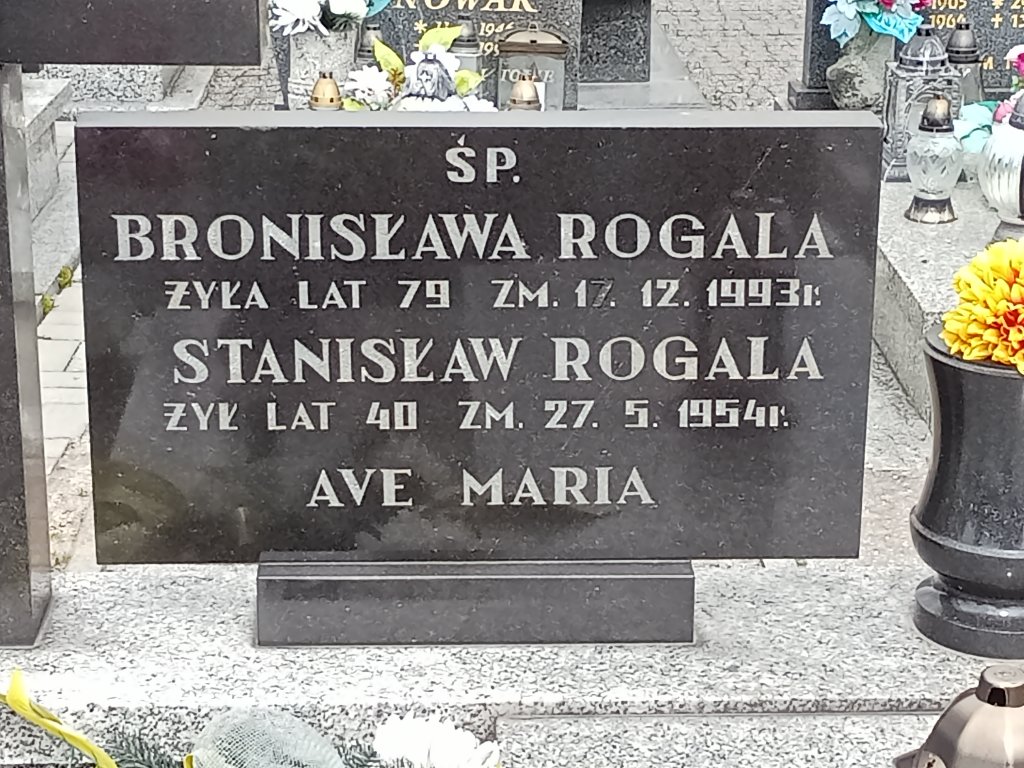 NOWAK
ŚP.
BRONISŁAWA ROGALA
ŻYŁA LAT 79 ZM. 17. 12. 1993r.
STANISŁAW ROGALA
ŻYŁ LAT 40 ZM. 27. 5. 1954r.
AVE MARIA